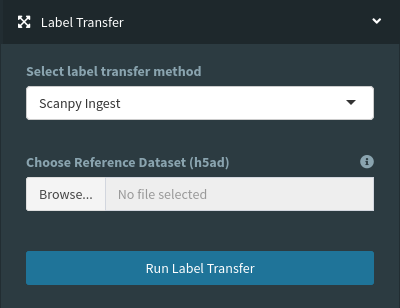 Label Transfer
Select label transfer method
Scanpy Ingest
Choose Reference Dataset (h5ad)
Browse... No file selected
Run Label Transfer